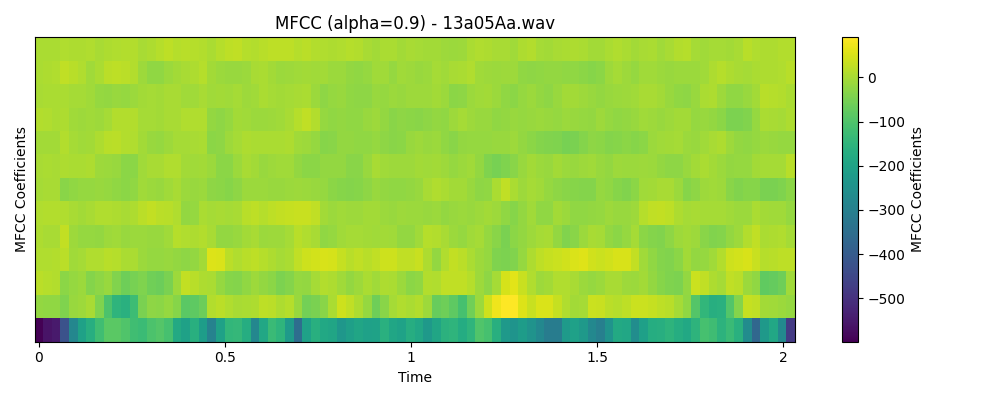 MFCC (alpha=0.9) - 13a05Aa.wav
MFCC Coefficients
0
0.5
1
1.5
2
Time
0
−100
−200
−300
−400
−500
MFCC Coefficients